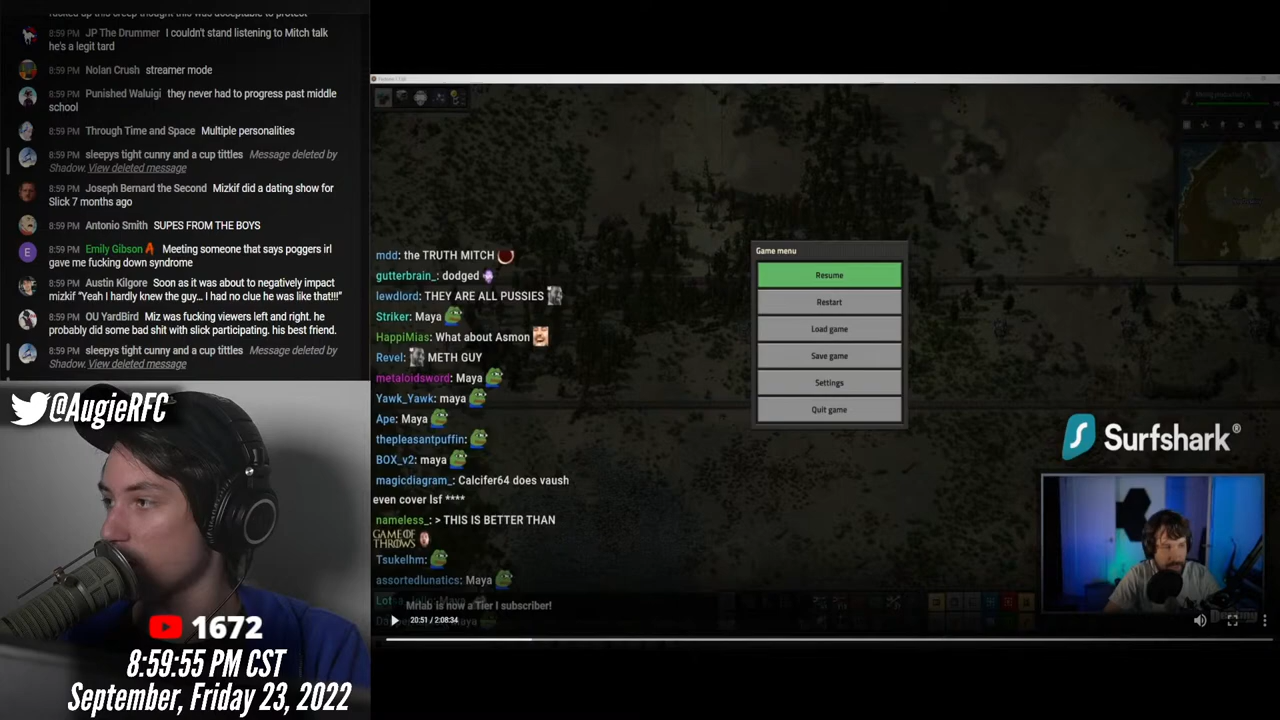 8:59 PM JP The Drummer I couldn't stand listening to Mitch talk
he's a legit tard
8:59 PM Nolan Crush streamer mode
8:59 PM Punished Waluigi they never had to progress past middle
school
8:59 PM Through Time and Space Multiple personalities
8:59 PM sleepys tight cunny and a cup tittles Message deleted by
Shadow. View deleted message
8:59 PM Joseph Bernard the Second Mizkif did a dating show for
Slick 7 months ago
8:59 PM Antonio Smith SUPES FROM THE BOYS
E 8:59 PM Emily Gibson Meeting someone that says poggers irl
gave me fucking down syndrome
8:59 PM Austin Kilgore Soon as it was about to negatively impact
mizkif “Yeah I hardly knew the guy... I had no clue he was like that!!!”
8:59 PM OU YardBird Miz was fucking viewers left and right. he
probably did some bad shit with slick participating. his best friend.
8:59 PM sleepys tight cunny and a cup tittles Message deleted by
Shadow. View deleted message
@AugieRFC
1672
8:59:55 PM CST
September, Friday 23, 2022
mdd: the TRUTH MITCH
gutterbrain_: dodged
lewdlord: THEY ARE ALL PUSSIES
Striker: Maya
HappiMias: What about Asmon
Revel: METH GUY
metaloidsword: Maya
Yawk_Yawk: maya
Ape: Maya
thepleasantpuffin:
BOX_v2: maya
magicdiagram_: Calcifer64 does vaush
even cover lsf ****
nameless_: > THIS IS BETTER THAN
GAME OF
THROWS
Tsukelhm:
assortedlunatics: Maya
Mrlab is now a Tier I subscriber!
20:51 / 2:08:34
Game menu
Resume
Restart
Load game
Save game
Settings
Quit game
Surfshark®